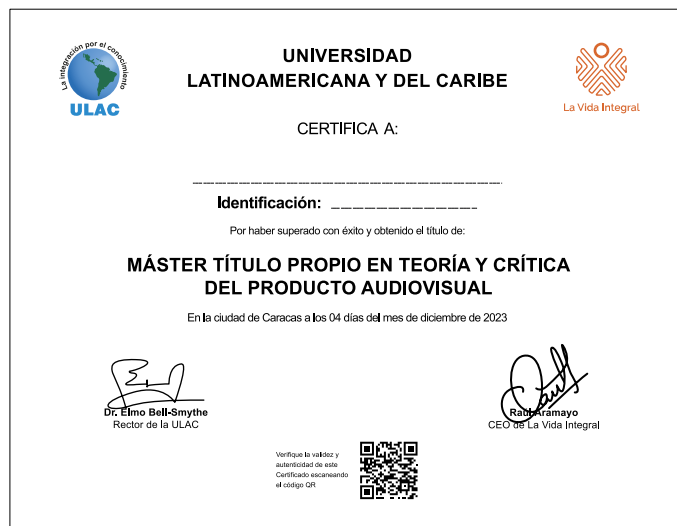 La integración por el conocimiento
ULAC
UNIVERSIDAD
LATINOAMERICANA Y DEL CARIBE
La Vida Integral
CERTIFICA A:
Identificación:
Por haber superado con éxito y obtenido el título de:
MÁSTER TÍTULO PROPIO EN TEORÍA Y CRÍTICA
DEL PRODUCTO AUDIOVISUAL
En la ciudad de Caracas a los 04 días del mes de diciembre de 2023
Dr. Elmo Bell-Smythe
Rector de la ULAC
Raúl Aramayo
CEO de La Vida Integral
Verifique la validez y
autenticidad de este
Certificado escaneando
el código QR